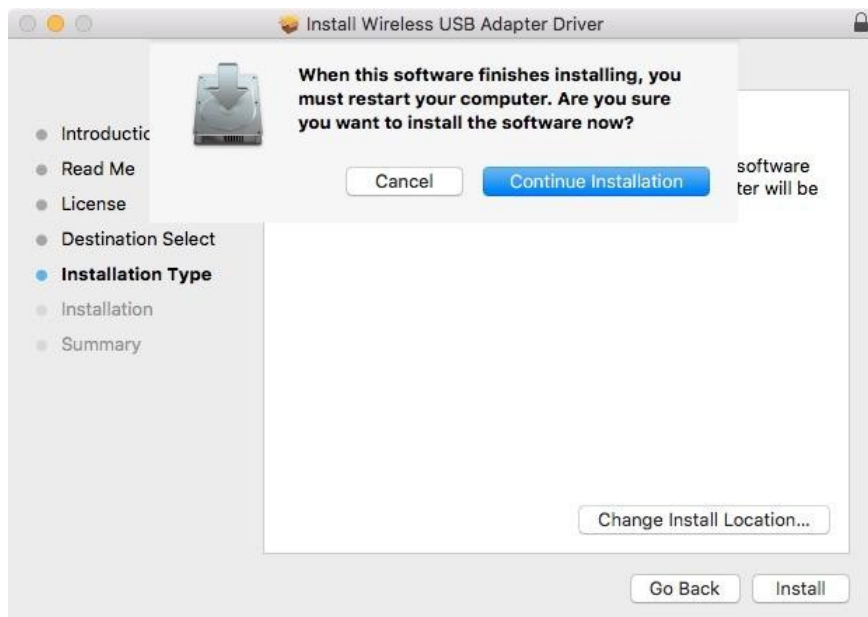 Install Wireless USB Adapter Driver
When this software finishes installing, you
must restart your computer. Are you sure
you want to install the software now?
Cancel
Continue Installation
Read Me
License
Destination Select
Installation Type
Installation
Summary
software
will be
Change Install Location...
Go Back
Install